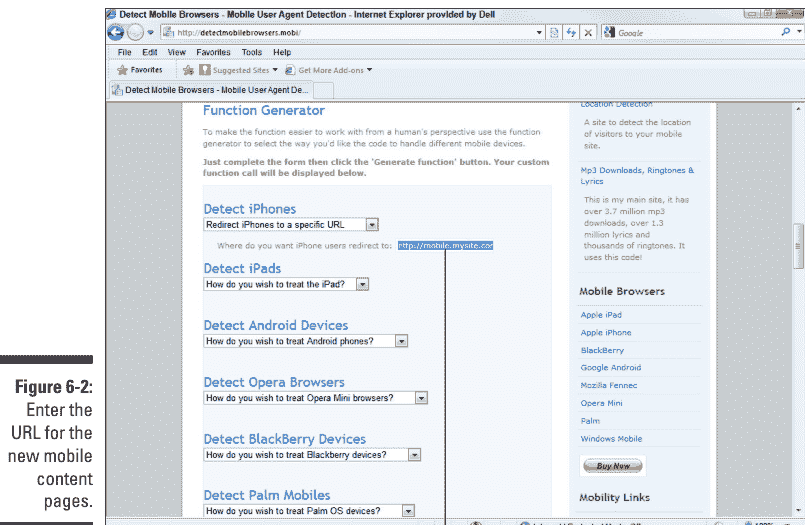 Detect Mobile Browsers - Mobile User Agent Detection - Internet Explorer provided by Dell
http://detectmobilebrowsers.mobi/
Google
File Edit View Favorites Tools Help
Favorites Suggested Sites Get More Add-ons
Detect Mobile Browsers - Mobile User Agent De...
Function Generator
To make the function easier to work with from a human's perspective use the function
generator to select the way you'd like the code to handle different mobile devices.
Just complete the form then click the 'Generate function' button. Your custom
function call will be displayed below.
Detect iPhones
Redirect iPhones to a specific URL
Where do you want iPhone users redirect to: http://mobile.mysite.com
Detect iPads
How do you wish to treat the iPad?
Detect Android Devices
How do you wish to treat Android phones?
Detect Opera Browsers
How do you wish to treat Opera Mini browsers?
Detect BlackBerry Devices
How do you wish to treat Blackberry devices?
Detect Palm Mobiles
How do you wish to treat Palm OS devices?
Location Detection
A site to detect the location
of visitors to your mobile
site.
Mp3 Downloads, Ringtones &
Lyrics
This is my main site, it has
over 3.7 million mp3
downloads, over 1.3
million lyrics and
thousands of ringtones. It
uses this code!
Mobile Browsers
Apple iPad
Apple iPhone
BlackBerry
Google Android
Mozilla Fennec
Opera Mini
Palm
Windows Mobile
Buy Now
Mobility Links
Figure 6-2:
Enter the
URL for the
new mobile
content
pages.